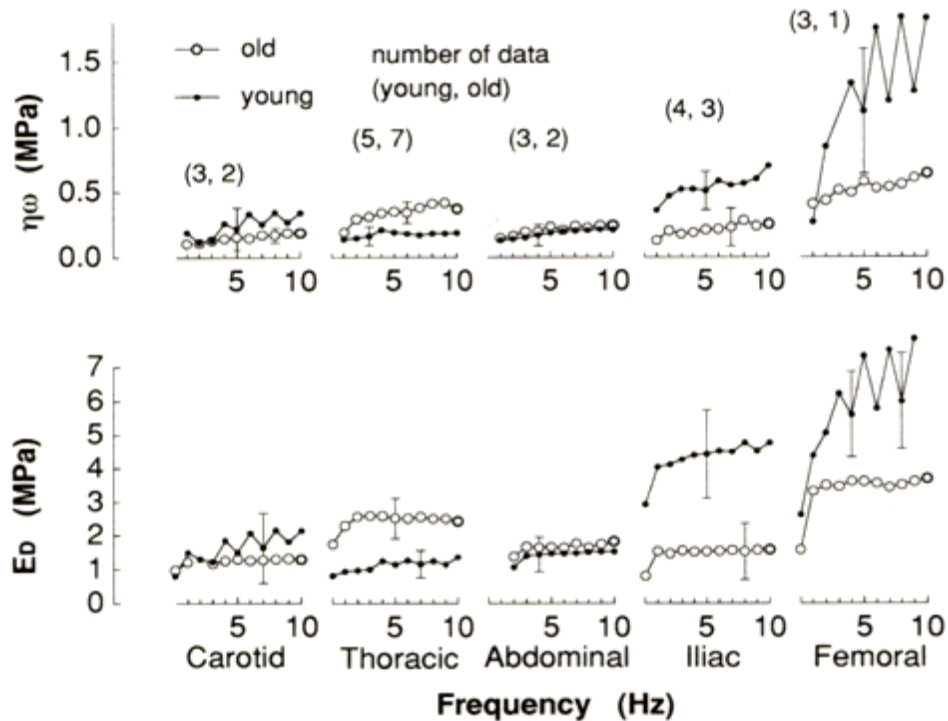 old
young
number of data
(young, old)
(3, 2)
(5, 7)
(3, 2)
(4, 3)
(3, 1)
ηω (MPa)
1.5
1.0
0.5
0.0
5 10
5 10
5 10
5 10
5 10
ED (MPa)
7
6
5
4
3
2
1
0
5 10
5 10
5 10
5 10
5 10
Carotid
Thoracic
Abdominal
Iliac
Femoral
Frequency (Hz)